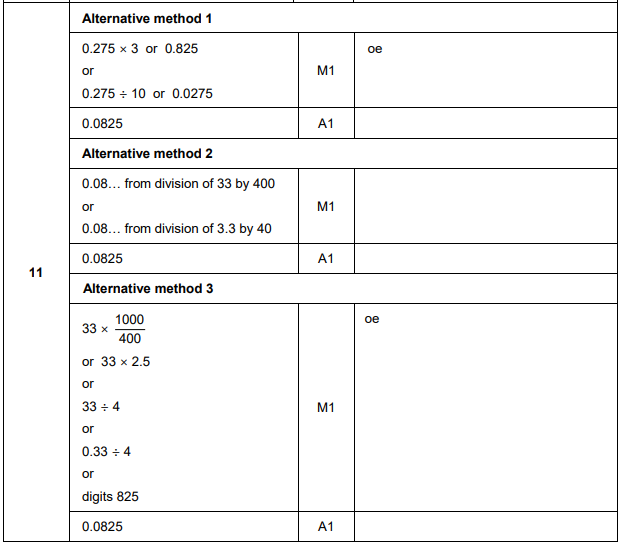 Alternative method 1
0.275 × 3 or 0.825
or
0.275 ÷ 10 or 0.0275
M1
oe
0.0825
A1
Alternative method 2
0.08… from division of 33 by 400
or
0.08… from division of 3.3 by 40
M1
0.0825
A1
11
Alternative method 3
33 × 1000/400
or 33 × 2.5
or
33 ÷ 4
or
0.33 ÷ 4
or
digits 825
M1
oe
0.0825
A1